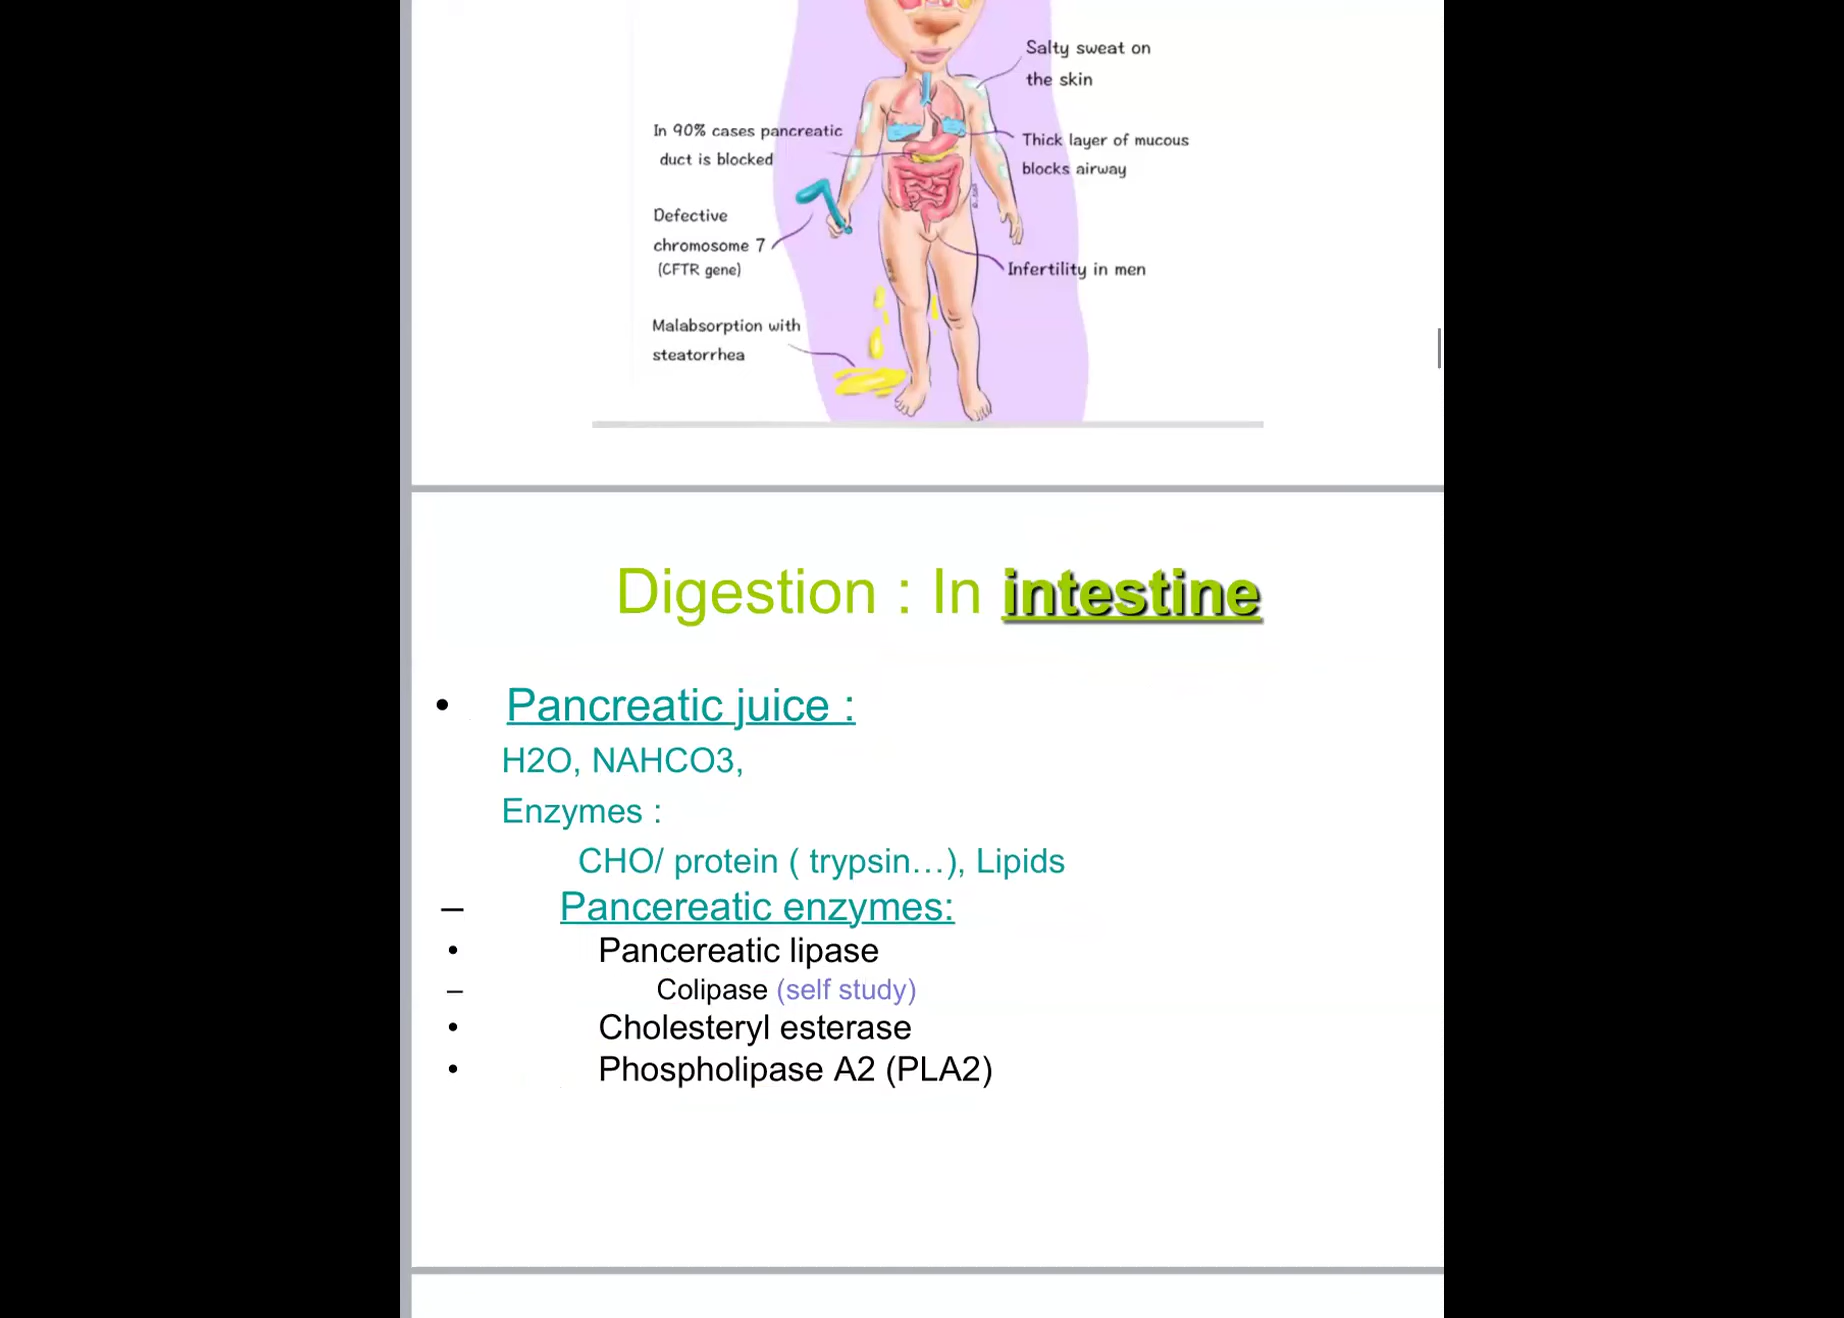 Salty sweat on
the skin
In 90% cases pancreatic
duct is blocked
Thick layer of mucous
blocks airway
Defective
chromosome 7
(CFTR gene)
Infertility in men
Malabsorption with
steatorrhea
Digestion : In intestine
• Pancreatic juice :
H2O, NAHCO3,
Enzymes :
CHO/ protein ( trypsin…), Lipids
– Pancereatic enzymes:
• Pancereatic lipase
– Colipase (self study)
• Cholesteryl esterase
• Phospholipase A2 (PLA2)